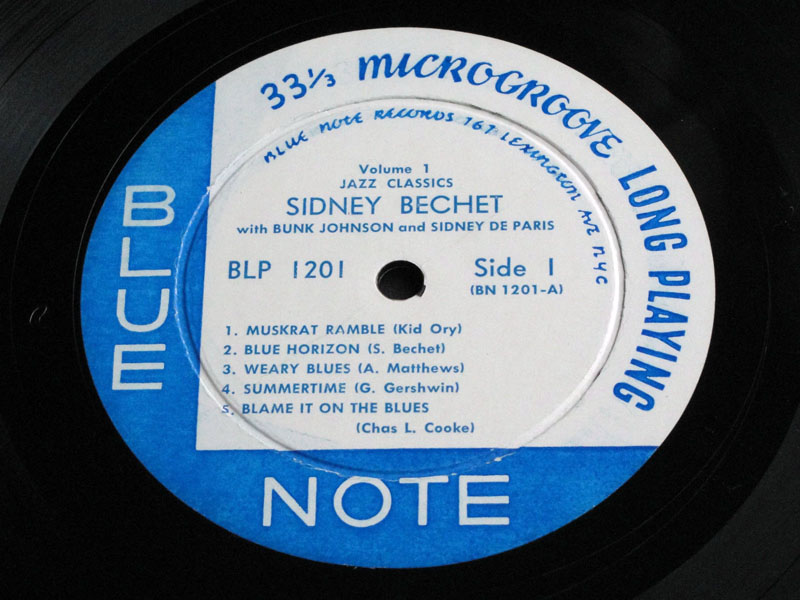 33⅓ MICROGROOVE LONG PLAYING
BLUE NOTE RECORDS 767 LEXINGTON AVE NYC
Volume 1
JAZZ CLASSICS
SIDNEY BECHET
with BUNK JOHNSON and SIDNEY DE PARIS
BLP 1201
Side 1
(BN 1201-A)
1. MUSKRAT RAMBLE (Kid Ory)
2. BLUE HORIZON (S. Bechet)
3. WEARY BLUES (A. Matthews)
4. SUMMERTIME (G. Gershwin)
5. BLAME IT ON THE BLUES
(Chas L. Cooke)
BLUE
NOTE